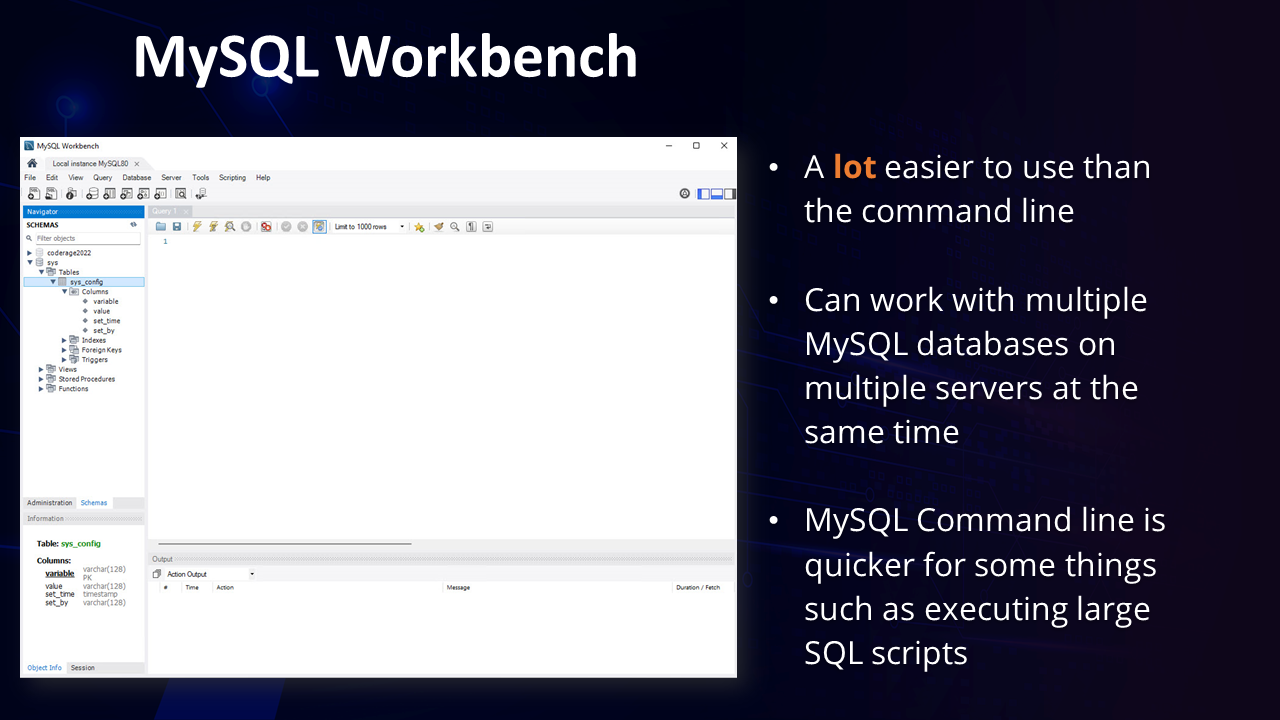 MySQL Workbench
MySQL Workbench
Local instance MySQL80
File Edit View Query Database Server Tools Scripting Help
Navigator
SCHEMAS
Filter objects
coderage2022
sys
Tables
sys_config
Columns
variable
value
set_time
set_by
Indexes
Foreign Keys
Triggers
Views
Stored Procedures
Functions
Administration Schemas
Information
Table: sys_config
Columns:
variable varchar(128)
PK
value varchar(128)
set_time timestamp
set_by varchar(128)
Object Info Session
Query 1
Limit to 1000 rows
1
Output
Action Output
# Time Action Message Duration / Fetch
• A lot easier to use than
the command line
• Can work with multiple
MySQL databases on
multiple servers at the
same time
• MySQL Command line is
quicker for some things
such as executing large
SQL scripts